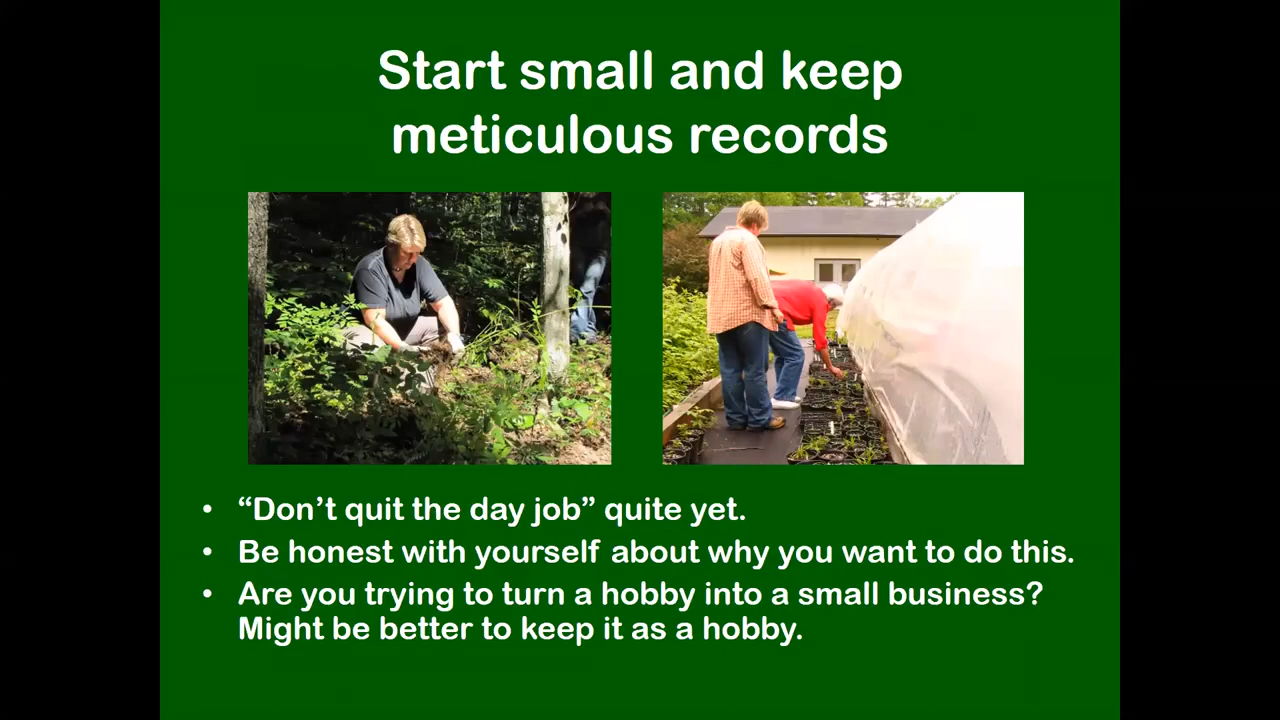 Start small and keep
meticulous records
• “Don’t quit the day job” quite yet.
• Be honest with yourself about why you want to do this.
• Are you trying to turn a hobby into a small business?
Might be better to keep it as a hobby.